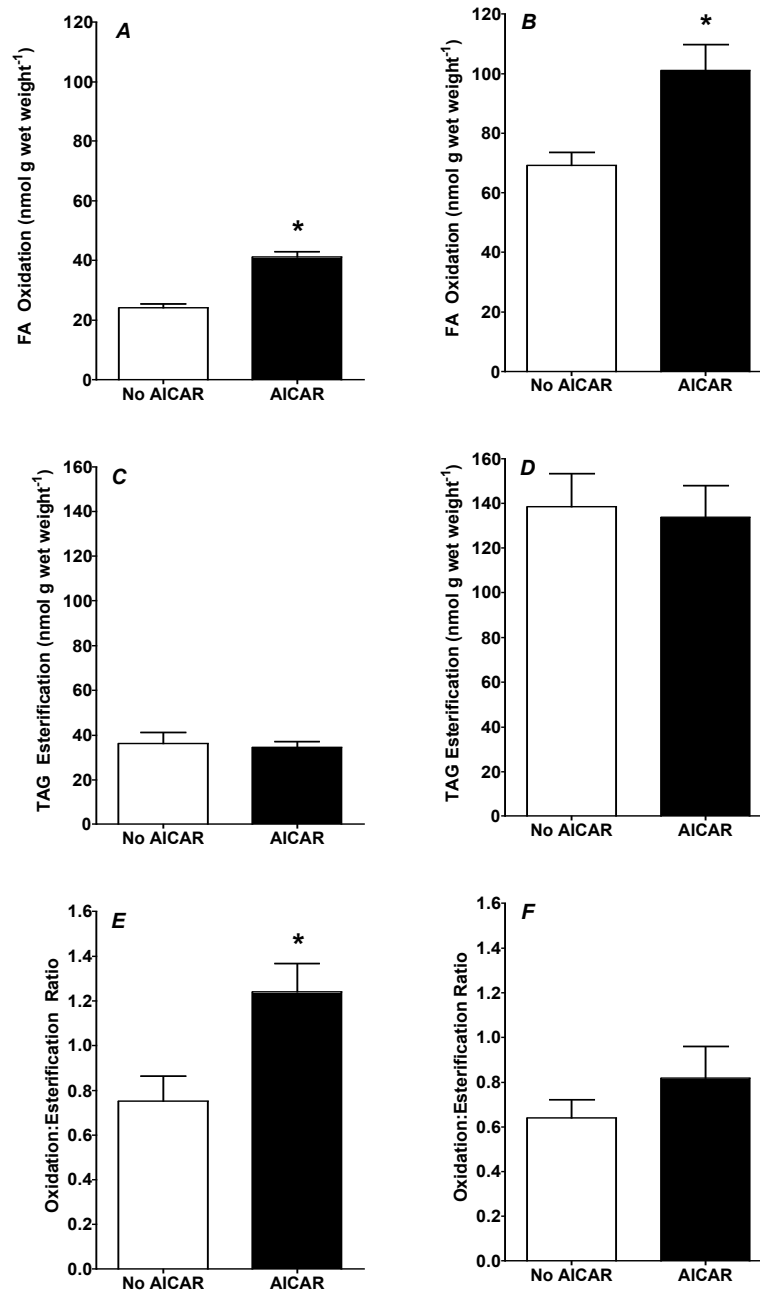 A
FA Oxidation (nmol g wet weight-1)
120
100
80
60
40
20
0
*
No AICAR AICAR
B
FA Oxidation (nmol g wet weight-1)
120
100
80
60
40
20
0
*
No AICAR AICAR
C
TAG Esterification (nmol g wet weight-1)
160
140
120
100
80
60
40
20
0
No AICAR AICAR
D
TAG Esterification (nmol g wet weight-1)
160
140
120
100
80
60
40
20
0
No AICAR AICAR
E
Oxidation:Esterification Ratio
1.6
1.4
1.2
1.0
0.8
0.6
0.4
0.2
0.0
*
No AICAR AICAR
F
Oxidation:Esterification Ratio
1.6
1.4
1.2
1.0
0.8
0.6
0.4
0.2
0.0
No AICAR AICAR